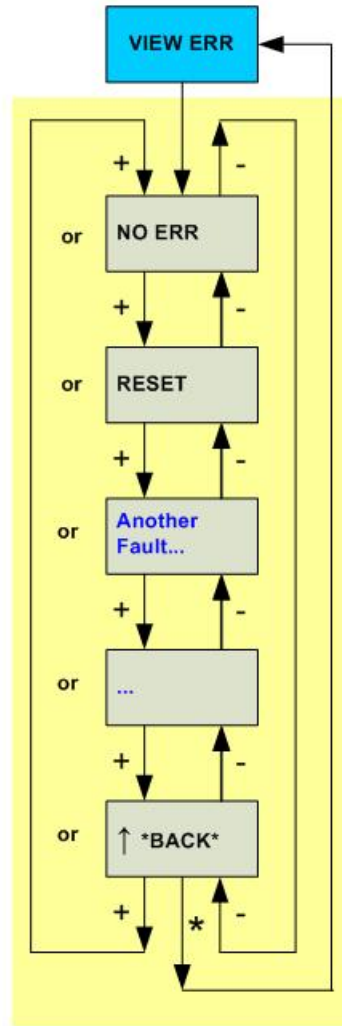 VIEW ERR
+ -
or NO ERR
+ -
or RESET
+ -
or Another
Fault...
+ -
or ...
+ -
or ↑ *BACK*
+ * -